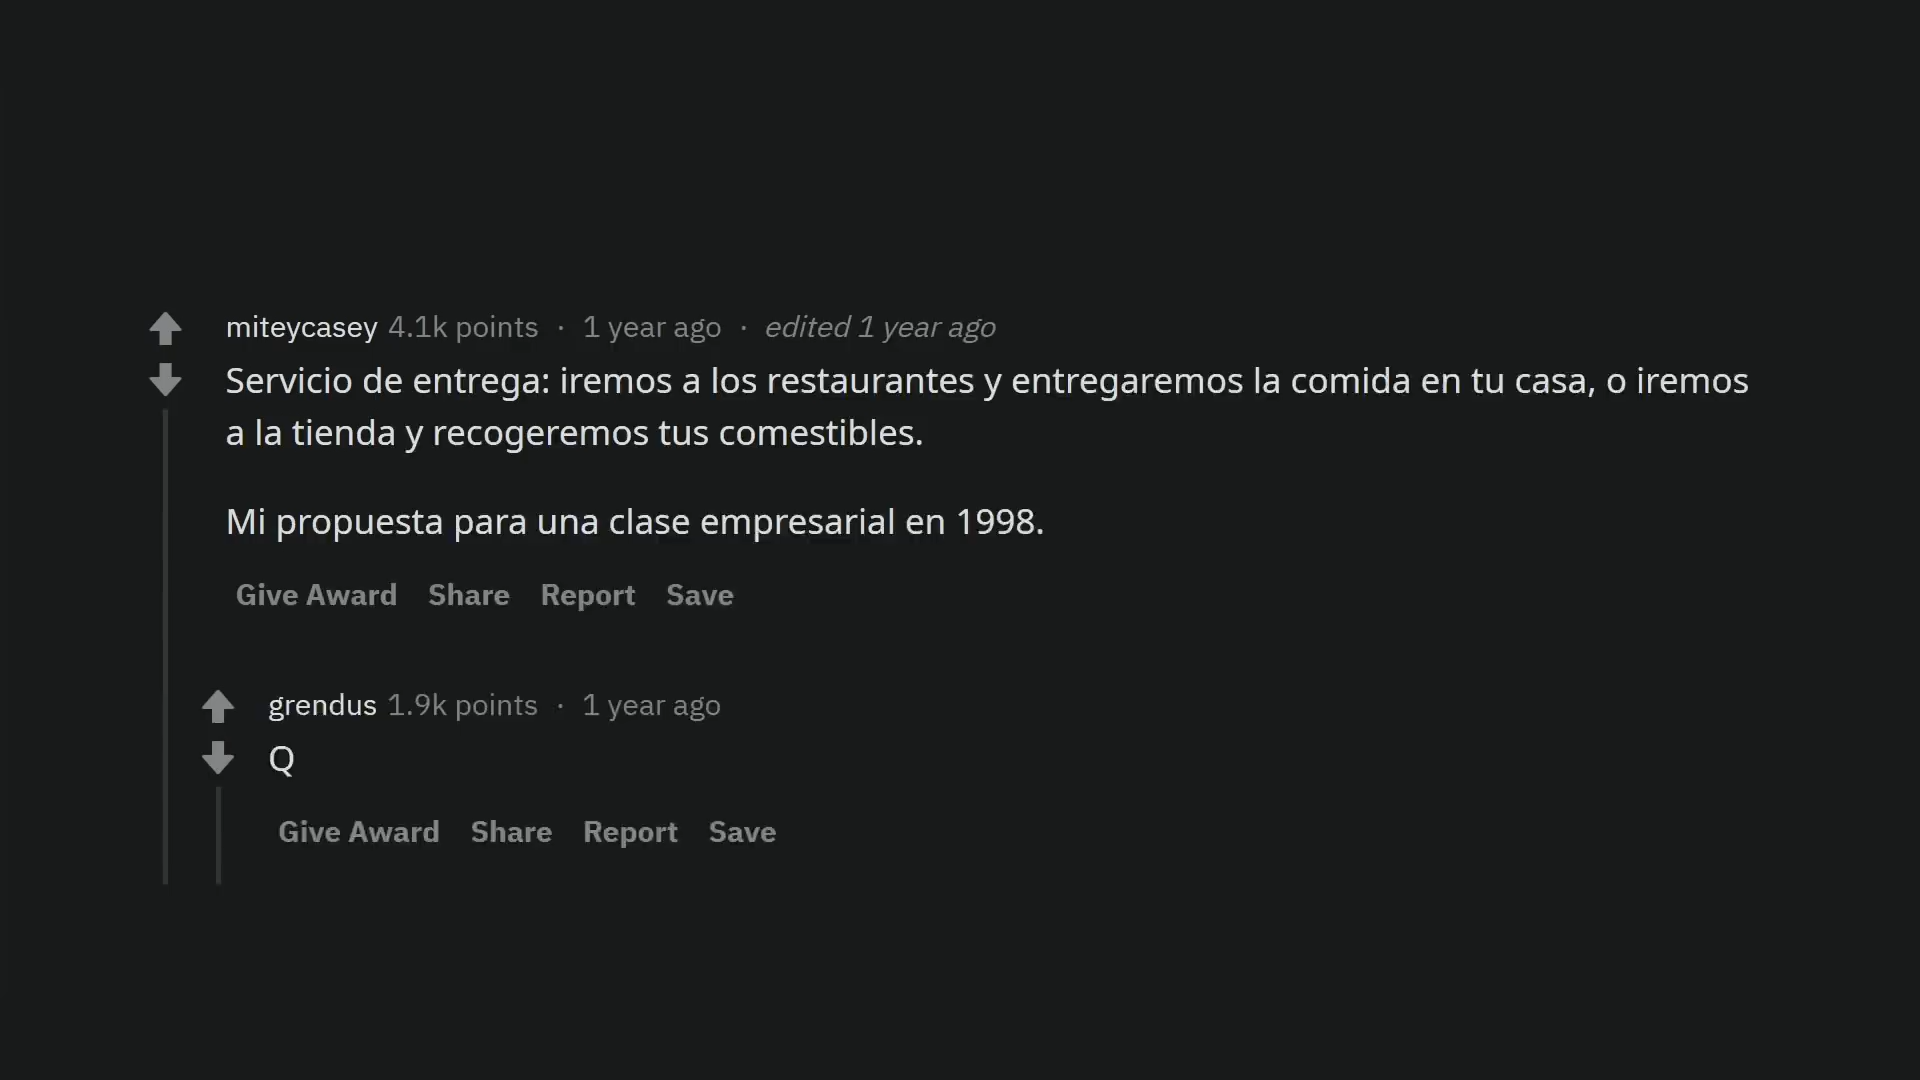 miteycasey 4.1k points · 1 year ago · edited 1 year ago
Servicio de entrega: iremos a los restaurantes y entregaremos la comida en tu casa, o iremos
a la tienda y recogeremos tus comestibles.
Mi propuesta para una clase empresarial en 1998.
Give Award Share Report Save
grendus 1.9k points · 1 year ago
Q
Give Award Share Report Save